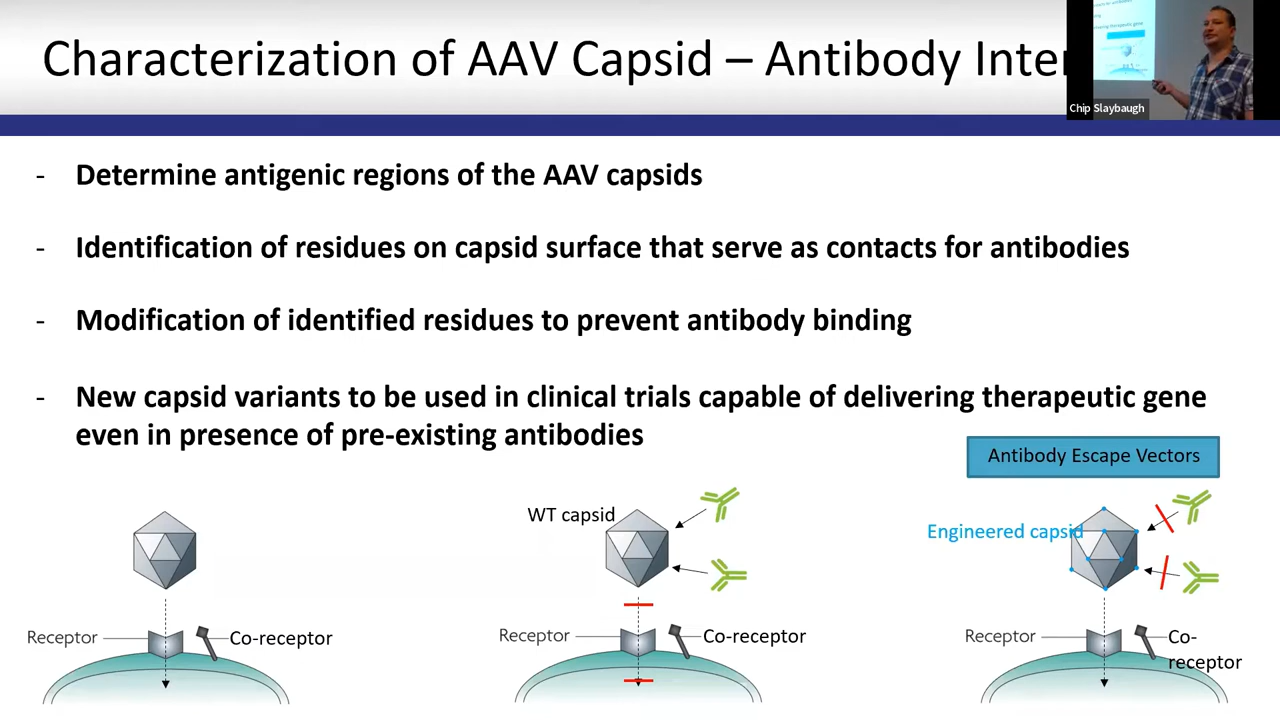 Characterization of AAV Capsid – Antibody Inter
Chip Slaybaugh
- Determine antigenic regions of the AAV capsids
- Identification of residues on capsid surface that serve as contacts for antibodies
- Modification of identified residues to prevent antibody binding
- New capsid variants to be used in clinical trials capable of delivering therapeutic gene
even in presence of pre-existing antibodies
Antibody Escape Vectors
WT capsid
Engineered capsid
Receptor
Co-receptor
Receptor
Co-receptor
Receptor
Co-
receptor